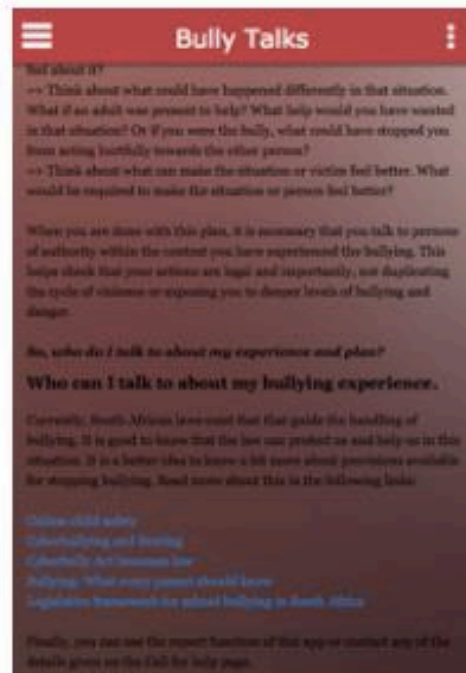 Bully Talks
feel about it?
=> Think about what could have happened differently in that situation.
What if an adult was present to help? What help would you have wanted
in that situation? Or if you were the bully, what could have stopped you
from acting hurtfully towards the other person?
=> Think about what can make the situation or victim feel better. What
would be required to make the situation or person feel better?
When you are done with this plan, it is necessary that you talk to persons
of authority within the context you have experienced the bullying. This
helps check that your actions are legal and importantly, not duplicating
the cycle of violence or exposing you to deeper levels of bullying and
danger.
So, who do I talk to about my experience and plan?
Who can I talk to about my bullying experience.
Currently, South African laws exist that that guide the handling of
bullying. It is good to know that the law can protect us and help us in this
situation. It is a better idea to know a bit more about provisions available
for stopping bullying. Read more about this in the following links:
Online child safety
Cyberbullying and Sexting
Cyberbully Act becomes law
Bullying: What every parent should know
Legislative framework for school bullying in South Africa
Finally, you can use the report function of this app or contact any of the
details given on the Call for help page.